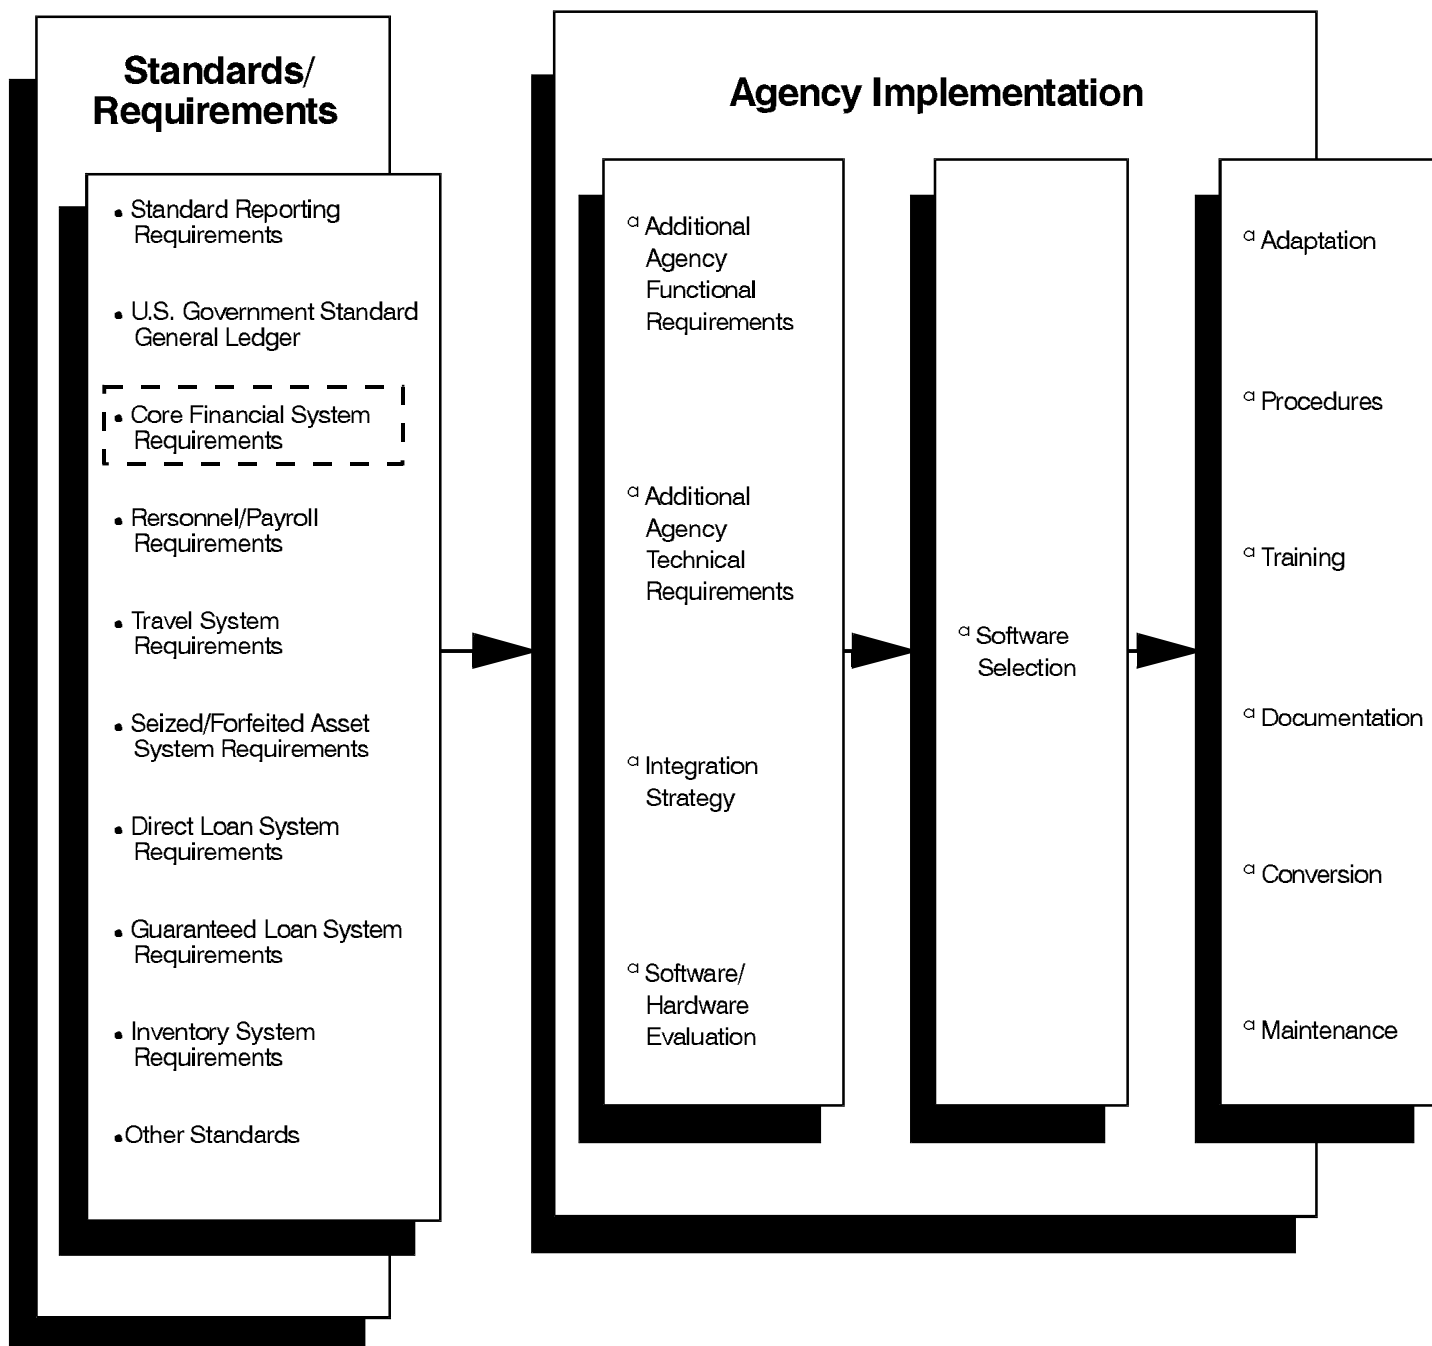 Standards/
Requirements
• Standard Reporting
Requirements
• U.S. Government Standard
General Ledger
• Core Financial System
Requirements
• Rersonnel/Payroll
Requirements
• Travel System
Requirements
• Seized/Forfeited Asset
System Requirements
• Direct Loan System
Requirements
• Guaranteed Loan System
Requirements
• Inventory System
Requirements
•Other Standards
Agency Implementation
¤ Additional
Agency
Functional
Requirements
¤ Additional
Agency
Technical
Requirements
¤ Integration
Strategy
¤ Software/
Hardware
Evaluation
¤ Software
Selection
¤ Adaptation
¤ Procedures
¤ Training
¤ Documentation
¤ Conversion
¤ Maintenance